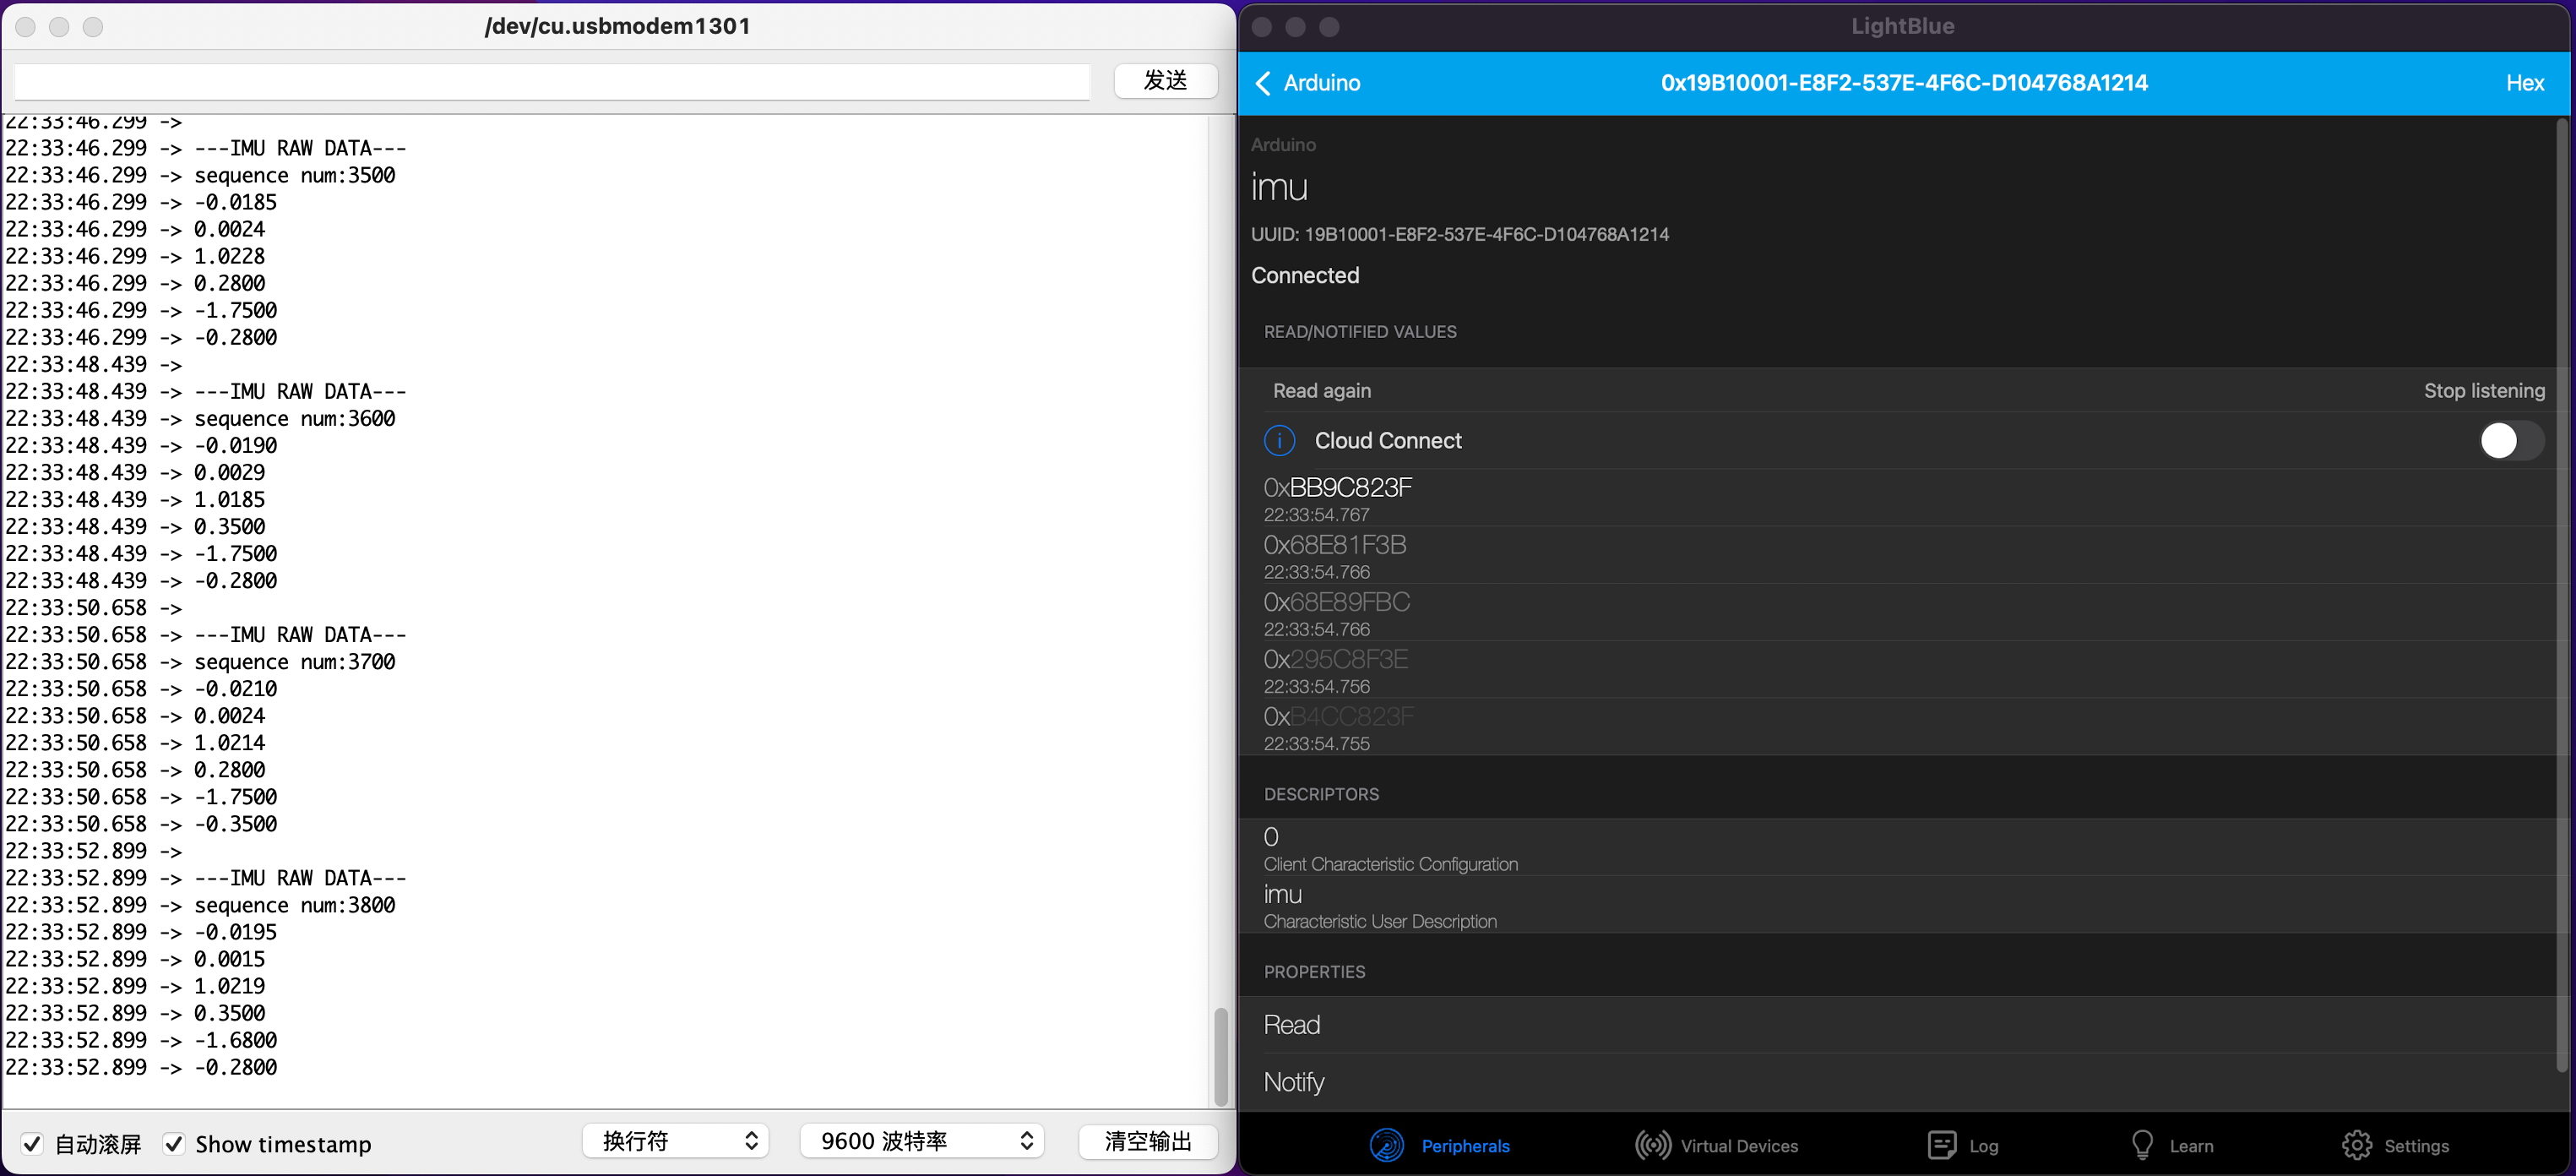 /dev/cu.usbmodem1301
发送
22:33:46.299 ->
22:33:46.299 -> ---IMU RAW DATA---
22:33:46.299 -> sequence num:3500
22:33:46.299 -> -0.0185
22:33:46.299 -> 0.0024
22:33:46.299 -> 1.0228
22:33:46.299 -> 0.2800
22:33:46.299 -> -1.7500
22:33:46.299 -> -0.2800
22:33:48.439 ->
22:33:48.439 -> ---IMU RAW DATA---
22:33:48.439 -> sequence num:3600
22:33:48.439 -> -0.0190
22:33:48.439 -> 0.0029
22:33:48.439 -> 1.0185
22:33:48.439 -> 0.3500
22:33:48.439 -> -1.7500
22:33:48.439 -> -0.2800
22:33:50.658 ->
22:33:50.658 -> ---IMU RAW DATA---
22:33:50.658 -> sequence num:3700
22:33:50.658 -> -0.0210
22:33:50.658 -> 0.0024
22:33:50.658 -> 1.0214
22:33:50.658 -> 0.2800
22:33:50.658 -> -1.7500
22:33:50.658 -> -0.3500
22:33:52.899 ->
22:33:52.899 -> ---IMU RAW DATA---
22:33:52.899 -> sequence num:3800
22:33:52.899 -> -0.0195
22:33:52.899 -> 0.0015
22:33:52.899 -> 1.0219
22:33:52.899 -> 0.3500
22:33:52.899 -> -1.6800
22:33:52.899 -> -0.2800
自动滚屏 Show timestamp 换行符 9600 波特率 清空输出
LightBlue
Arduino 0x19B10001-E8F2-537E-4F6C-D104768A1214 Hex
Arduino
imu
UUID: 19B10001-E8F2-537E-4F6C-D104768A1214
Connected
READ/NOTIFIED VALUES
Read again Stop listening
Cloud Connect
0xBB9C823F
22:33:54.767
0x68E81F3B
22:33:54.766
0x68E89FBC
22:33:54.766
0x295C8F3E
22:33:54.756
0xB4CC823F
22:33:54.755
DESCRIPTORS
0
Client Characteristic Configuration
imu
Characteristic User Description
PROPERTIES
Read
Notify
Peripherals Virtual Devices Log Learn Settings